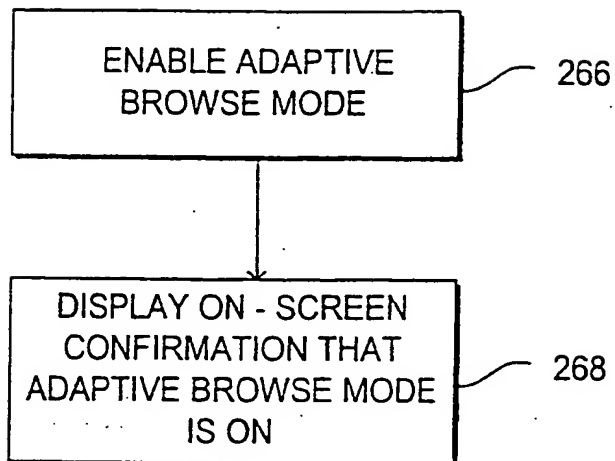 ENABLE ADAPTIVE
BROWSE MODE
266
DISPLAY ON - SCREEN
CONFIRMATION THAT
ADAPTIVE BROWSE MODE
IS ON
268